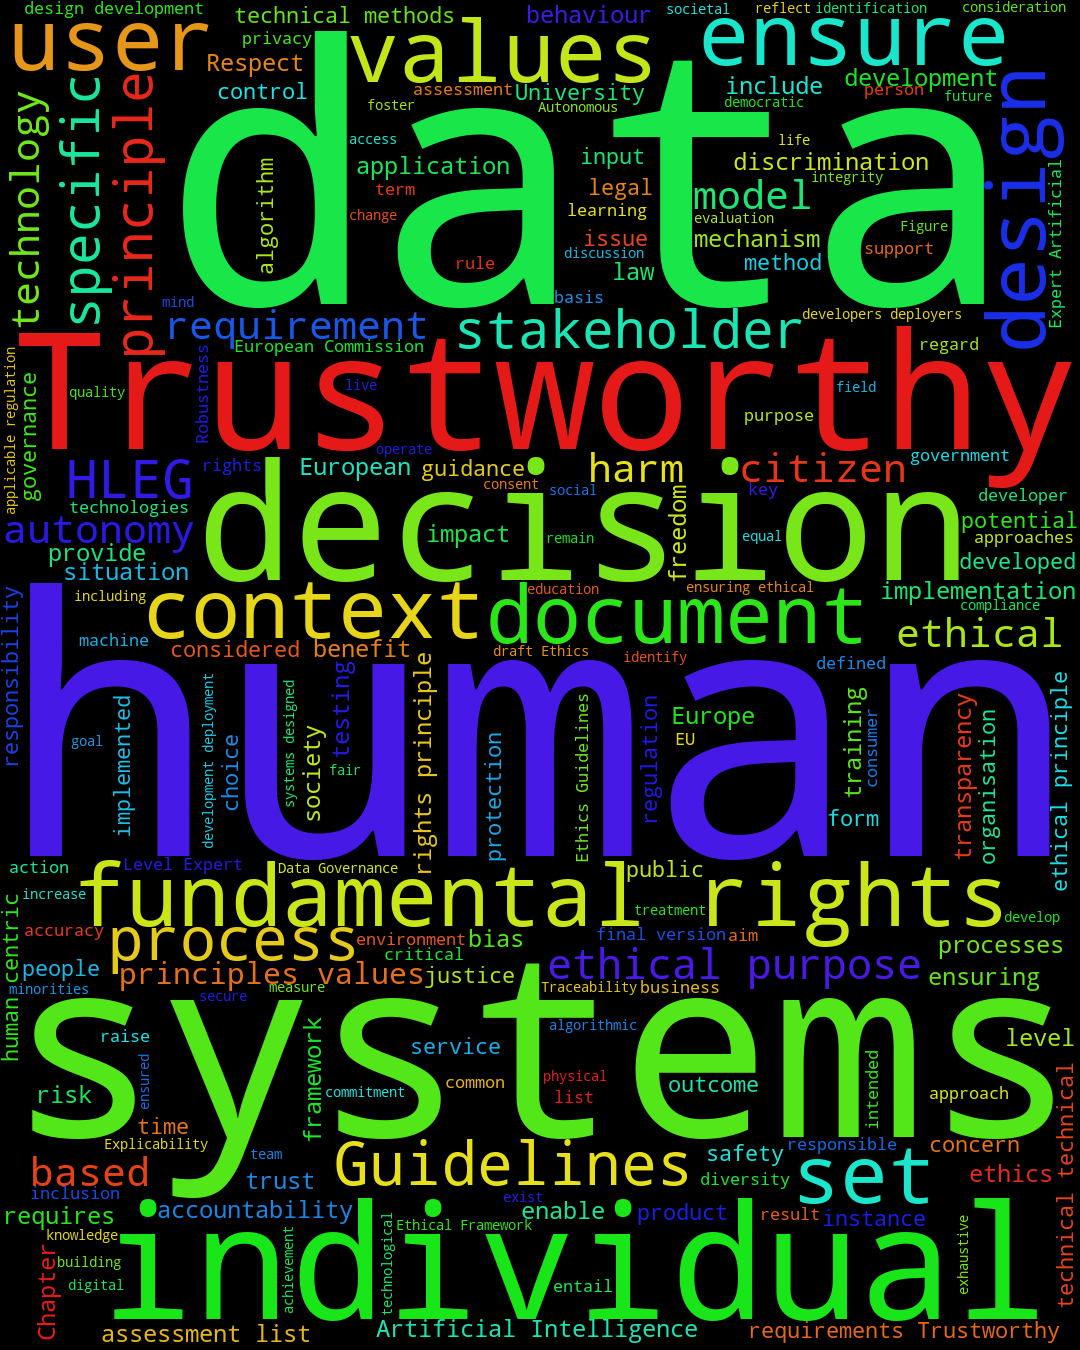 design development
technical methods
behaviour
societal
reflect
identification
consideration
user
values
ensure
privacy
Respect
control
assessment
University
include
development
person
future
foster
Autonomous
democratic
technology
specific
principle
data
design
access
life
application
input
discrimination
integrity
algorithm
term
legal
model
learning
evaluation
change
Figure
issue
mechanism
support
discussion
rule
law
method
basis
Expert Artificial
mind
requirement
stakeholder
developers deployers
European Commission
regard
Trustworthy
applicable regulation
governance
quality
Robustness
live
field
purpose
operate
HLEG
rights
European
guidance
harm
citizen
government
consent
social
key
developer
technologies
decision
autonomy
impact
remain
freedom
equal
potential
approaches
provide
developed
situation
context
document
education
ensuring ethical
implementation
including
compliance
responsibility
machine
considered
benefit
draft Ethics
identify
ethical
defined
human
goal
implemented
development deployment
choice
systems designed
society
testing
fair
rights principle
protection
Ethics Guidelines
regulation
Europe
EU
training
consumer
form
transparency
organisation
ethical principle
action
Level Expert
Data Governance
public
increase
fundamental rights
treatment
develop
accuracy
process
environment
bias
final version
aim
critical
processes
human centric
people
principles values
justice
ethical purpose
ensuring
minorities
secure
measure
Traceability
business
systems
raise
framework
service
algorithmic
level
ensured
risk
commitment
common
physical
list
outcome
intended
approach
time
Explicability
team
Guidelines
safety
responsible
concern
based
trust
diversity
set
ethics
technical technical
inclusion
exist
requires
accountability
enable
product
result
instance
knowledge
Ethical Framework
individual
Chapter
building
digital
achievement
technological
entail
exhaustive
assessment list
Artificial Intelligence
requirements Trustworthy